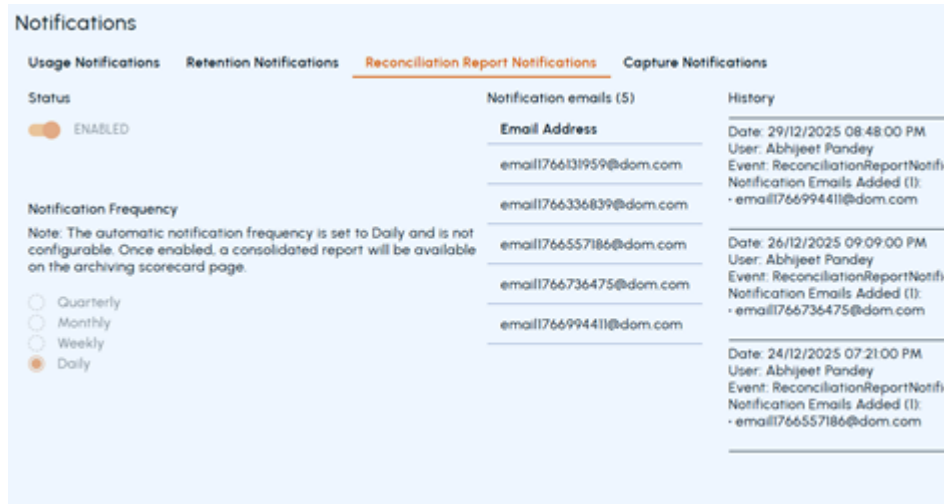 Notifications
Usage Notifications
Retention Notifications
Reconciliation Report Notifications
Capture Notifications
Status
ENABLED
Notification Frequency
Note: The automatic notification frequency is set to Daily and is not
configurable. Once enabled, a consolidated report will be available
on the archiving scorecard page.
Quarterly
Monthly
Weekly
Daily
Notification emails (5)
Email Address
email1766131959@dom.com
email1766336839@dom.com
email1766557186@dom.com
email1766736475@dom.com
email1766994411@dom.com
History
Date: 29/12/2025 08:48:00 PM
User: Abhijeet Pandey
Event: ReconciliationReportNotifi
Notification Emails Added (1):
• email1766994411@dom.com
Date: 26/12/2025 09:09:00 PM
User: Abhijeet Pandey
Event: ReconciliationReportNotifi
Notification Emails Added (1):
• email1766736475@dom.com
Date: 24/12/2025 07:21:00 PM
User: Abhijeet Pandey
Event: ReconciliationReportNotifi
Notification Emails Added (1):
• email1766557186@dom.com